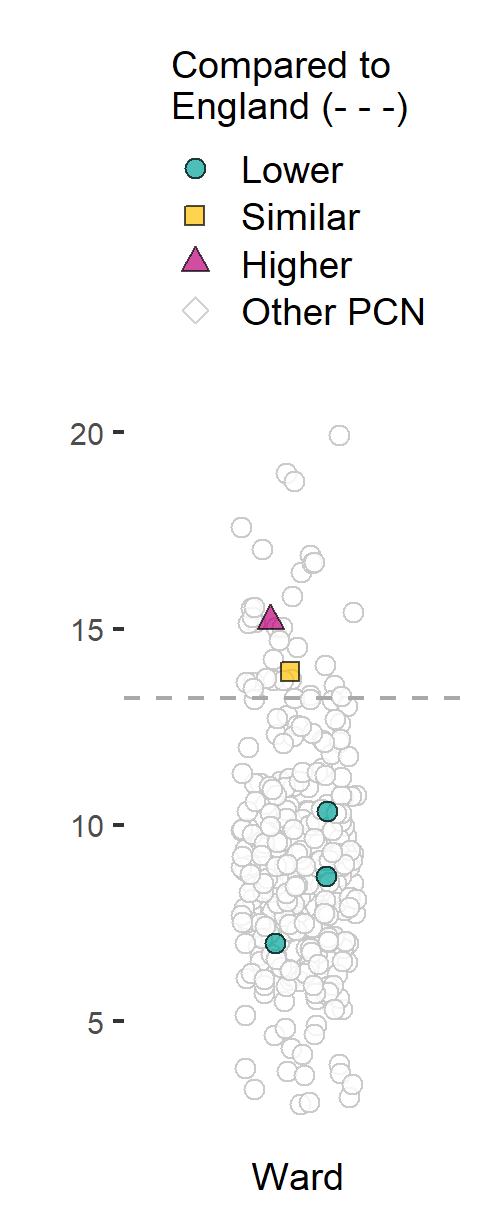 Compared to
England (- - -)
Lower
Similar
Higher
Other PCN
20
15
10
5
Ward